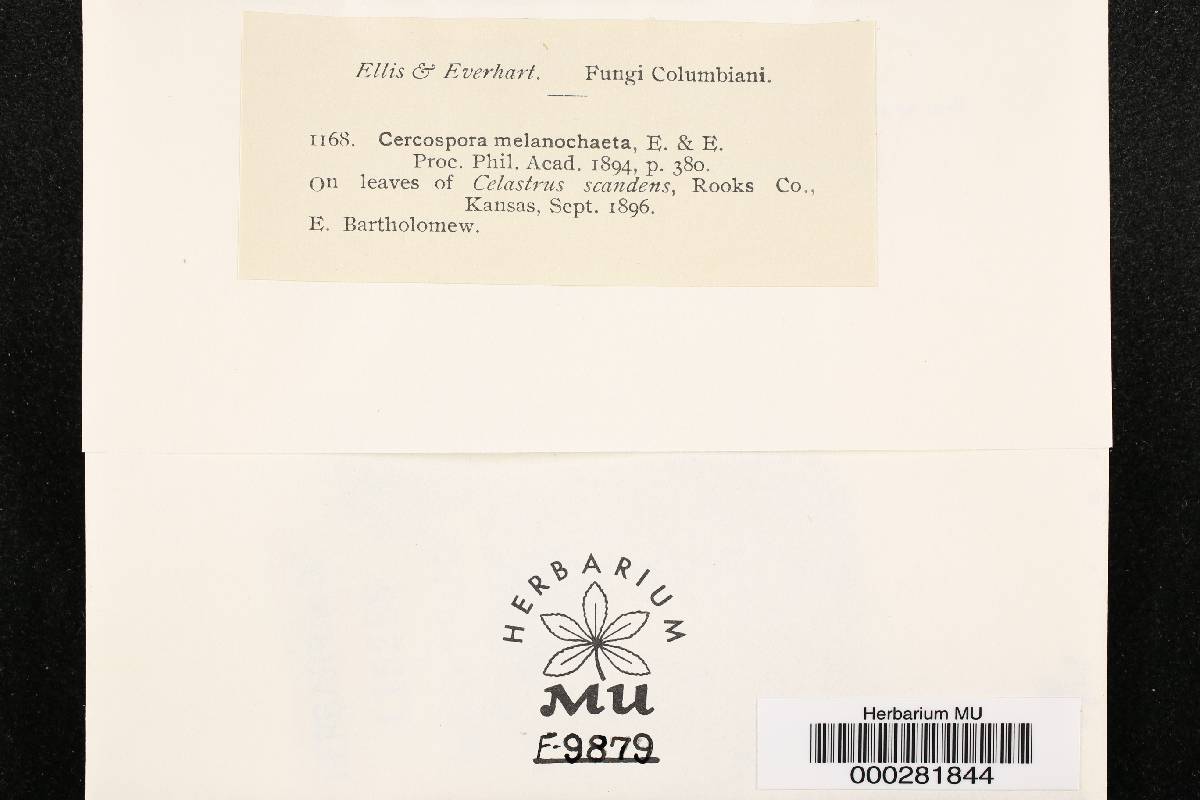 Ellis & Everhart. Fungi Columbiani.
1168. Cercospora melanochaeta, E. & E.
Proc. Phil. Acad. 1894, p. 380.
On leaves of Celastrus scandens, Rooks Co.,
Kansas, Sept. 1896.
E. Bartholomew.
HERBARIUM
MU
F-9879
Herbarium MU
000281844